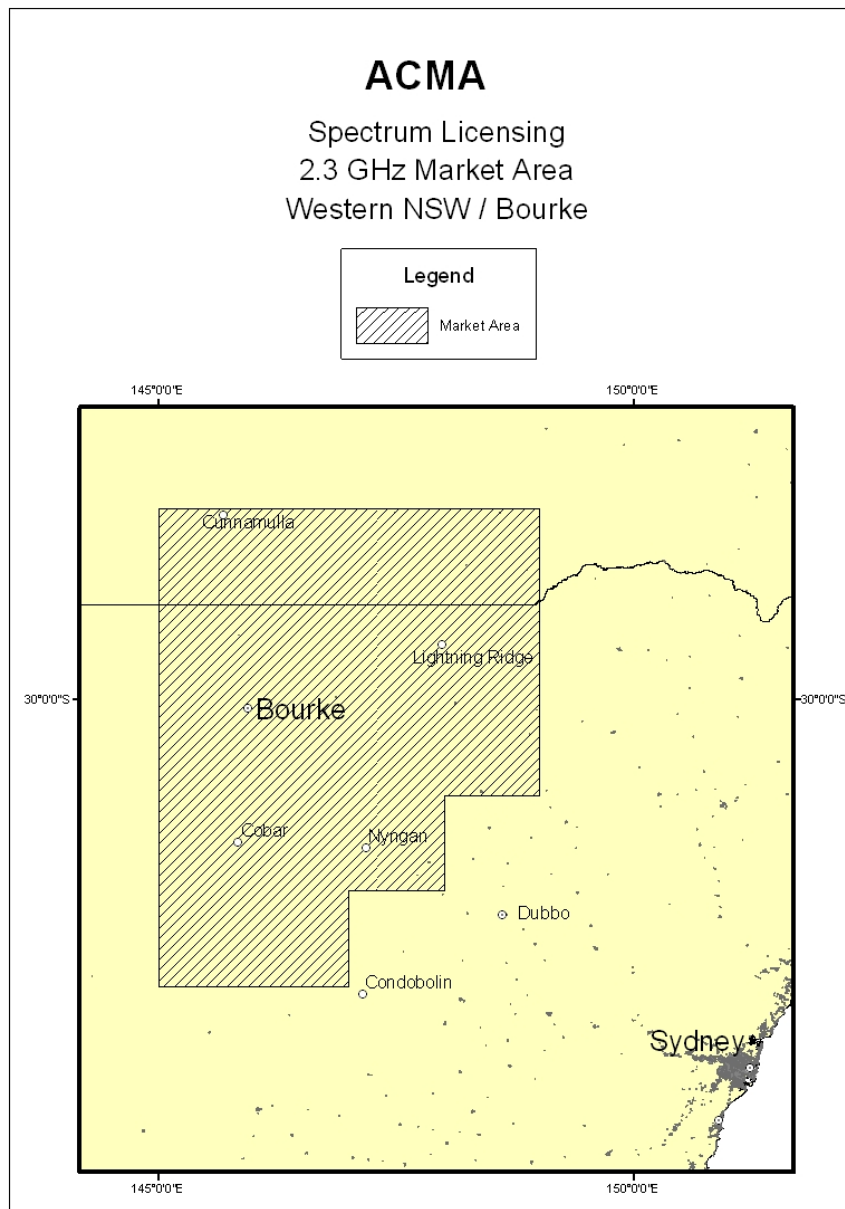 ACMA
Spectrum Licensing
2.3 GHz Market Area
Western NSW / Bourke
Legend
Market Area
145°0'0"E
150°0'0"E
Cunnamulla
Lightning Ridge
30°0'0"S
30°0'0"S
Bourke
Cobar
Nyngan
Dubbo
Condobolin
Sydney
145°0'0"E
150°0'0"E